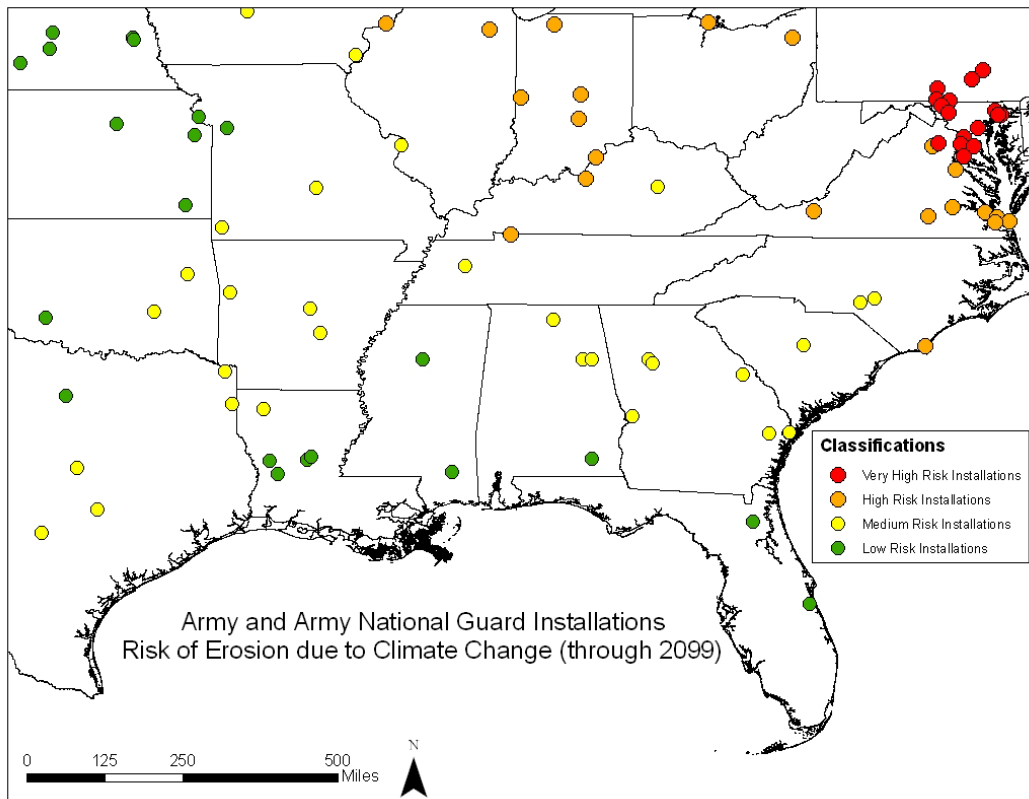 Classifications
Very High Risk Installations
High Risk Installations
Medium Risk Installations
Low Risk Installations
Army and Army National Guard Installations
Risk of Erosion due to Climate Change (through 2099)
N
0 125 250 500
Miles